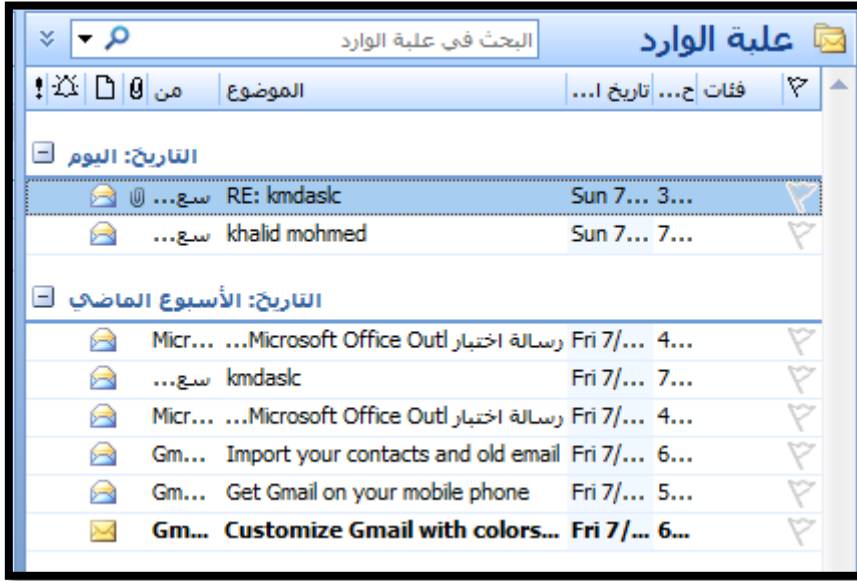 علبة الوارد
البحث في علبة الوارد
! من الموضوع تاريخ ا... ح... فئات
التاريخ: اليوم
سع... RE: kmdaslc Sun 7... 3...
سع... khalid mohmed Sun 7... 7...
التاريخ: الأسبوع الماضي
Micr... رسالة اختبار Microsoft Office Outl... Fri 7/... 4...
سع... kmdaslc Fri 7/... 7...
Micr... رسالة اختبار Microsoft Office Outl... Fri 7/... 4...
Gm... Import your contacts and old email Fri 7/... 6...
Gm... Get Gmail on your mobile phone Fri 7/... 5...
Gm... Customize Gmail with colors... Fri 7/... 6...